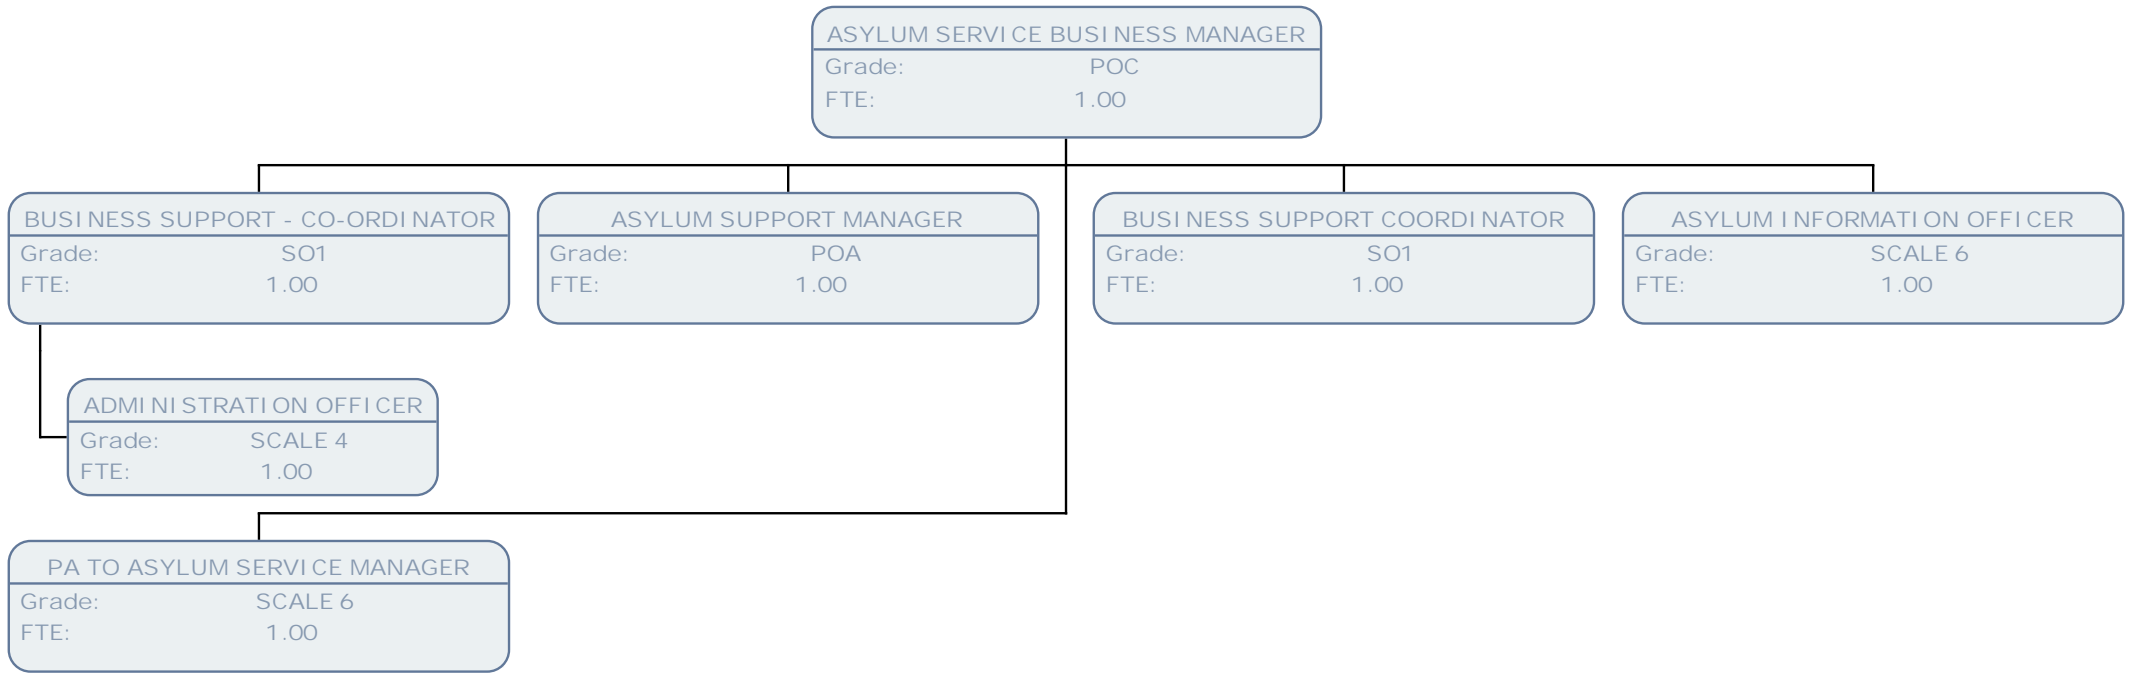 ASYLUM SERVICE BUSINESS MANAGER
Grade: POC
FTE: 1.00
BUSINESS SUPPORT - CO-ORDINATOR
Grade: SO1
FTE: 1.00
ASYLUM SUPPORT MANAGER
Grade: POA
FTE: 1.00
BUSINESS SUPPORT COORDINATOR
Grade: SO1
FTE: 1.00
ASYLUM INFORMATION OFFICER
Grade: SCALE 6
FTE: 1.00
ADMINISTRATION OFFICER
Grade: SCALE 4
FTE: 1.00
PA TO ASYLUM SERVICE MANAGER
Grade: SCALE 6
FTE: 1.00